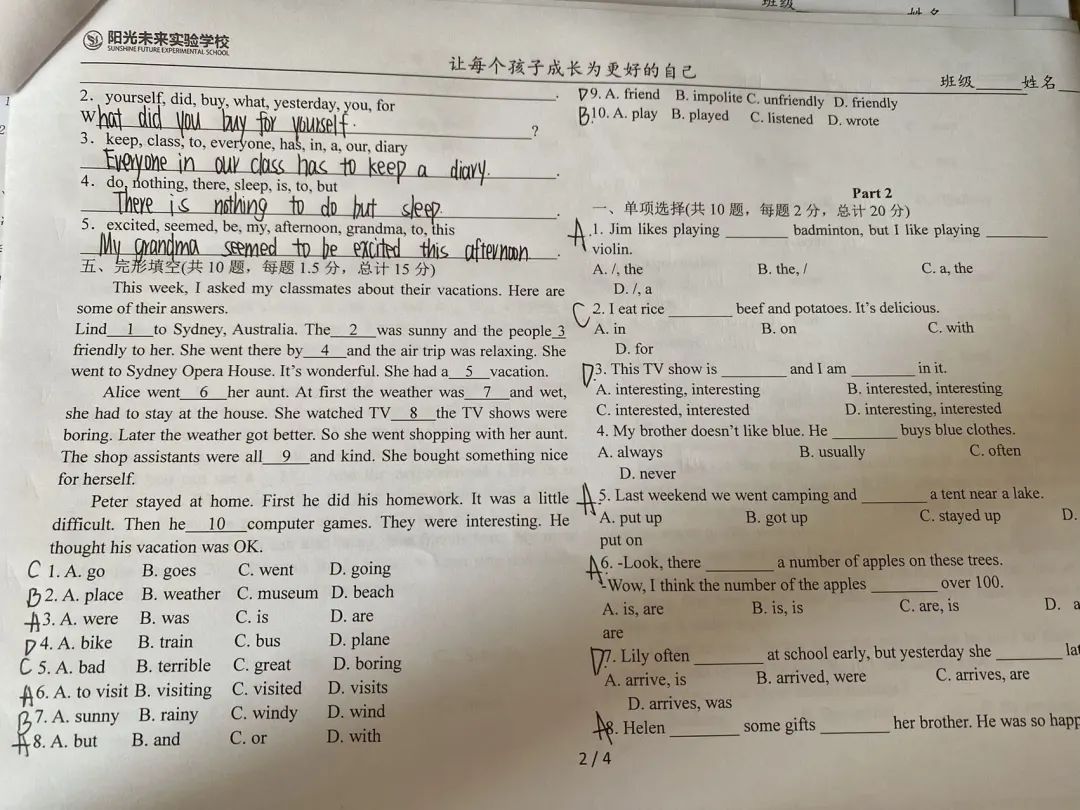 班级
姓名
阳光未来实验学校
SUNSHINE FUTURE EXPERIMENTAL SCHOOL
让每个孩子成长为更好的自己
班级______姓名
2. yourself, did, buy, what, yesterday, you, for
What did you buy for yourself. ?
3. keep, class, to, everyone, has, in, a, our, diary
Everyone in our class has to keep a diary. .
4. do, nothing, there, sleep, is, to, but
There is nothing to do but sleep. .
5. excited, seemed, be, my, afternoon, grandma, to, this
My grandma seemed to be excited this afternoon .
五、完形填空(共 10 题，每题 1.5 分，总计 15 分)
This week, I asked my classmates about their vacations. Here are
some of their answers.
Lind 1 to Sydney, Australia. The 2 was sunny and the people 3
friendly to her. She went there by 4 and the air trip was relaxing. She
went to Sydney Opera House. It's wonderful. She had a 5 vacation.
Alice went 6 her aunt. At first the weather was 7 and wet,
she had to stay at the house. She watched TV 8 the TV shows were
boring. Later the weather got better. So she went shopping with her aunt.
The shop assistants were all 9 and kind. She bought something nice
for herself.
Peter stayed at home. First he did his homework. It was a little
difficult. Then he 10 computer games. They were interesting. He
thought his vacation was OK.
C 1. A. go B. goes C. went D. going
B 2. A. place B. weather C. museum D. beach
A 3. A. were B. was C. is D. are
D 4. A. bike B. train C. bus D. plane
C 5. A. bad B. terrible C. great D. boring
A 6. A. to visit B. visiting C. visited D. visits
B 7. A. sunny B. rainy C. windy D. wind
A 8. A. but B. and C. or D. with
D 9. A. friend B. impolite C. unfriendly D. friendly
B 10. A. play B. played C. listened D. wrote
Part 2
一、单项选择(共 10 题，每题 2 分，总计 20 分)
A 1. Jim likes playing ________ badminton, but I like playing ________
violin.
A. /, the B. the, / C. a, the
D. /, a
C 2. I eat rice ________ beef and potatoes. It's delicious.
A. in B. on C. with
D. for
D 3. This TV show is ________ and I am ________ in it.
A. interesting, interesting B. interested, interesting
C. interested, interested D. interesting, interested
4. My brother doesn't like blue. He ________ buys blue clothes.
A. always B. usually C. often
D. never
A 5. Last weekend we went camping and ________ a tent near a lake.
A. put up B. got up C. stayed up D.
put on
A 6. -Look, there ________ a number of apples on these trees.
-Wow, I think the number of the apples ________ over 100.
A. is, are B. is, is C. are, is D.
are
D 7. Lily often ________ at school early, but yesterday she ________
A. arrive, is B. arrived, were C. arrives, are
D. arrives, was
A 8. Helen ________ some gifts ________ her brother. He was so
2 / 4